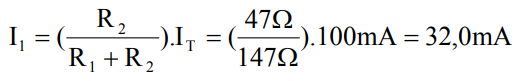 I₁ = (R₂ / (R₁ + R₂)).I_T = (47Ω / 147Ω).100mA = 32,0mA